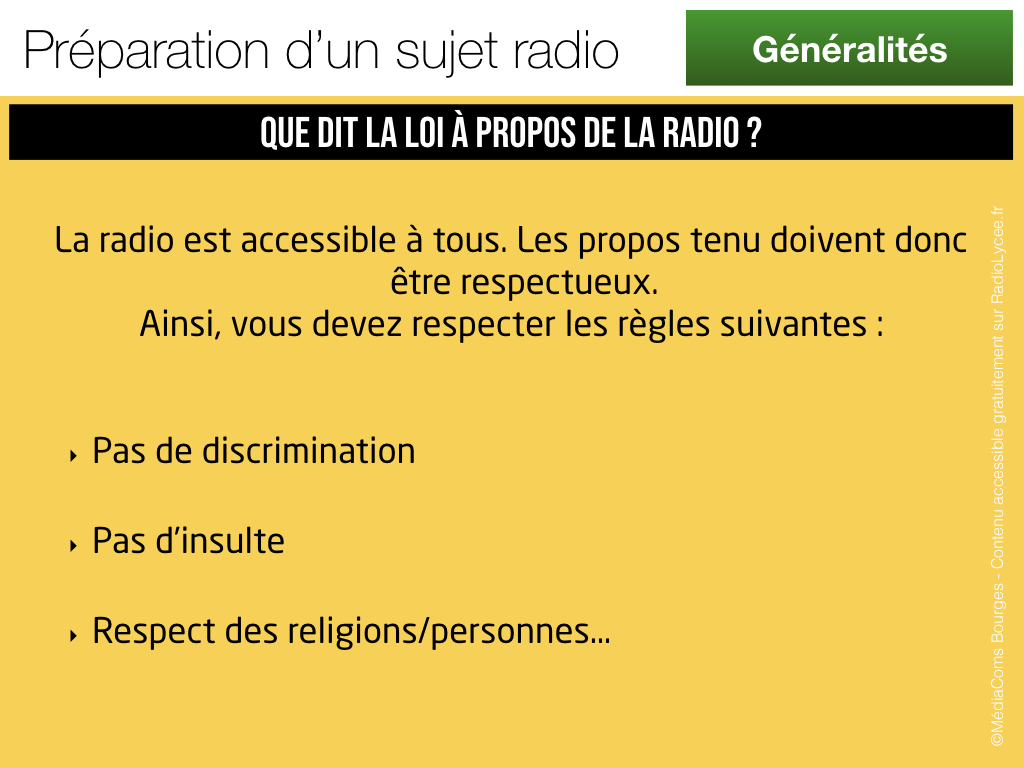 Préparation d’un sujet radio
Généralités
QUE DIT LA LOI À PROPOS DE LA RADIO ?
La radio est accessible à tous. Les propos tenu doivent donc
être respectueux.
Ainsi, vous devez respecter les règles suivantes :
‣ Pas de discrimination
‣ Pas d’insulte
‣ Respect des religions/personnes...
©MédiaComs Bourges - Contenu accessible gratuitement sur RadioLycee.fr